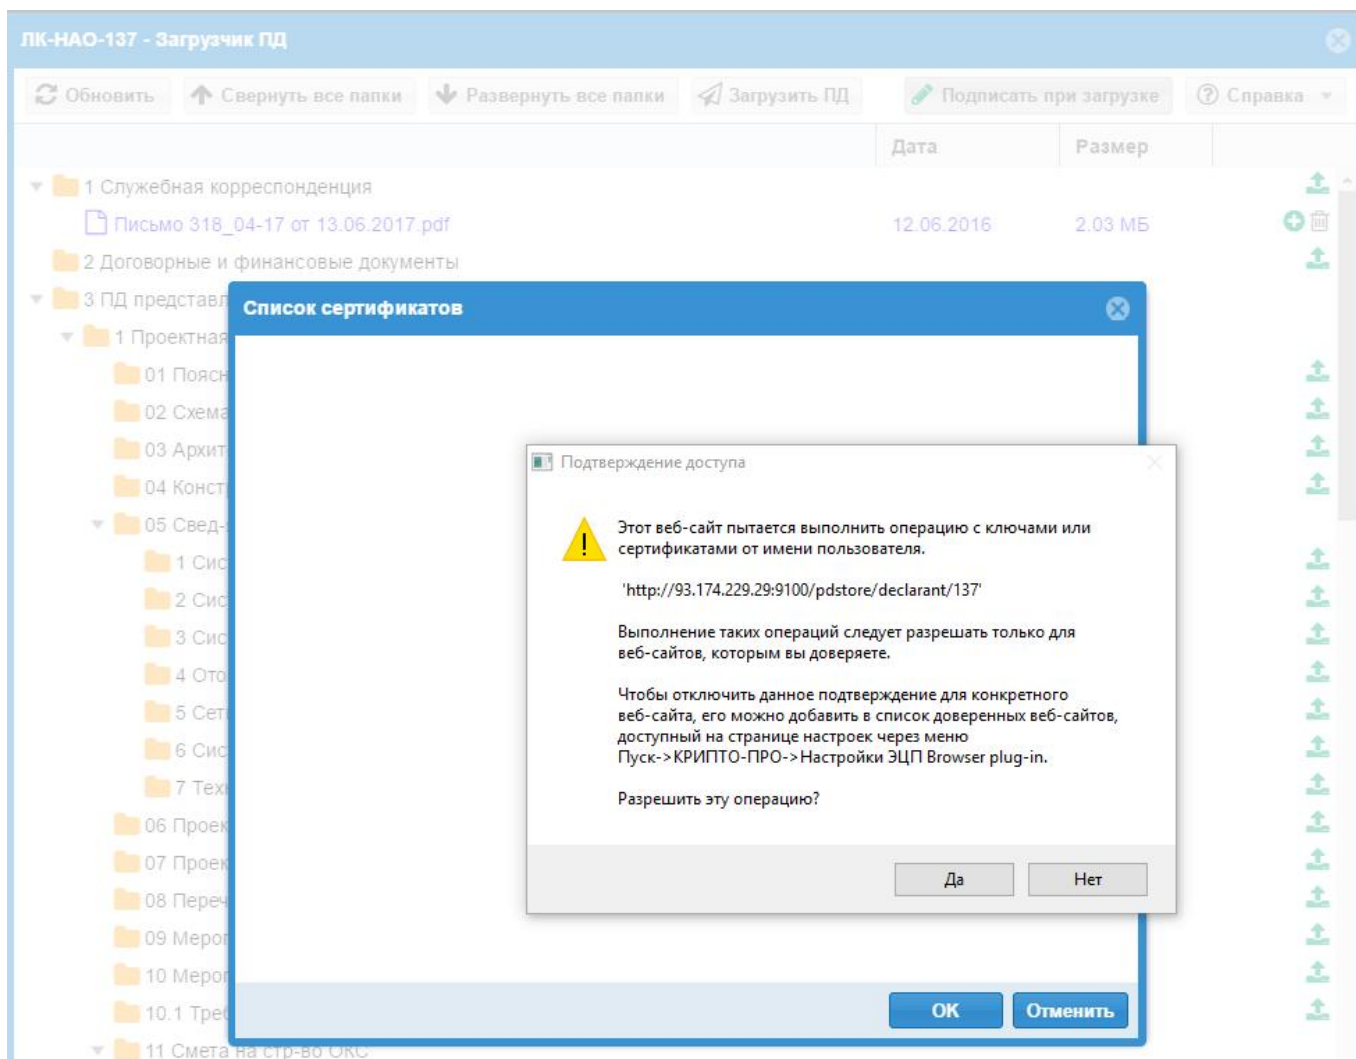 ЛК-НАО-137 - Загрузчик ПД
Обновить Свернуть все папки Развернуть все папки Загрузить ПД Подписать при загрузке Справка
Дата Размер
1 Служебная корреспонденция
Письмо 318_04-17 от 13.06.2017.pdf 12.06.2016 2.03 МБ
2 Договорные и финансовые документы
3 ПД представл
Список сертификатов
1 Проектная
01 Поясн
02 Схема
03 Архит
04 Констр
05 Свед-
1 Сис
2 Сис
3 Сис
4 Ото
5 Сет
6 Сис
7 Техн
06 Проек
07 Проек
08 Переч
09 Мероп
10 Мероп
10.1 Треб
11 Смета на стр-во ОКС
Подтверждение доступа
Этот веб-сайт пытается выполнить операцию с ключами или
сертификатами от имени пользователя.
'http://93.174.229.29:9100/pdstore/declarant/137'
Выполнение таких операций следует разрешать только для
веб-сайтов, которым вы доверяете.
Чтобы отключить данное подтверждение для конкретного
веб-сайта, его можно добавить в список доверенных веб-сайтов,
доступный на странице настроек через меню
Пуск->КРИПТО-ПРО->Настройки ЭЦП Browser plug-in.
Разрешить эту операцию?
Да Нет
OK Отменить